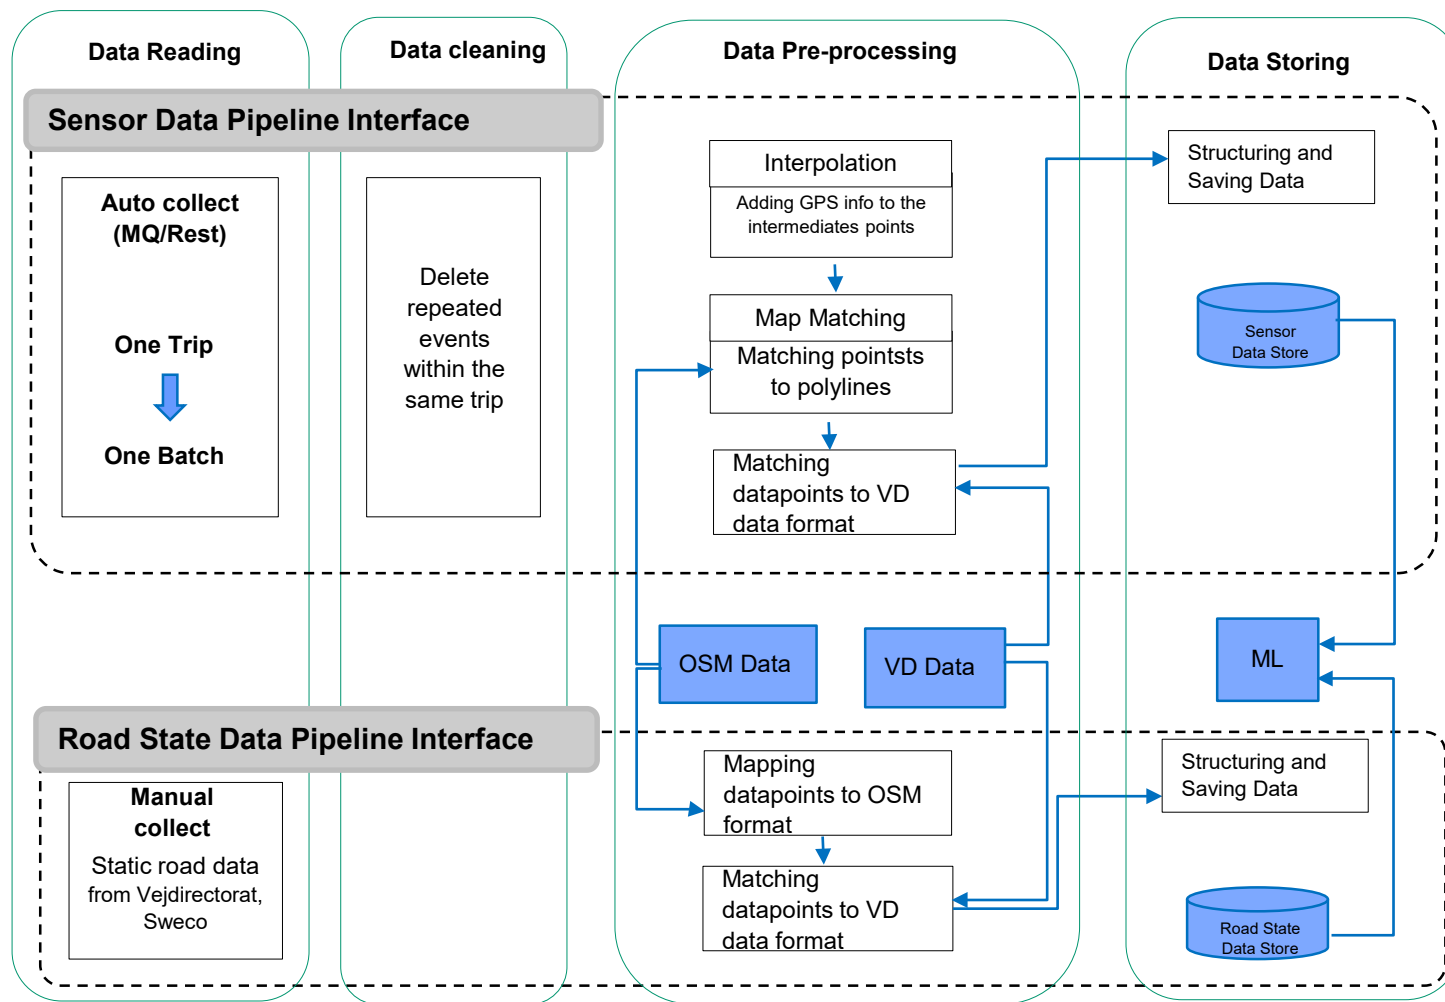 Data Reading
Data cleaning
Data Pre-processing
Data Storing
Sensor Data Pipeline Interface
Auto collect
(MQ/Rest)
One Trip
One Batch
Delete
repeated
events
within the
same trip
Interpolation
Adding GPS info to the
intermediates points
Map Matching
Matching pointsts
to polylines
Matching
datapoints to VD
data format
Structuring and
Saving Data
Sensor
Data Store
OSM Data
VD Data
ML
Road State Data Pipeline Interface
Manual
collect
Static road data
from Vejdirectorat,
Sweco
Mapping
datapoints to OSM
format
Matching
datapoints to VD
data format
Structuring and
Saving Data
Road State
Data Store